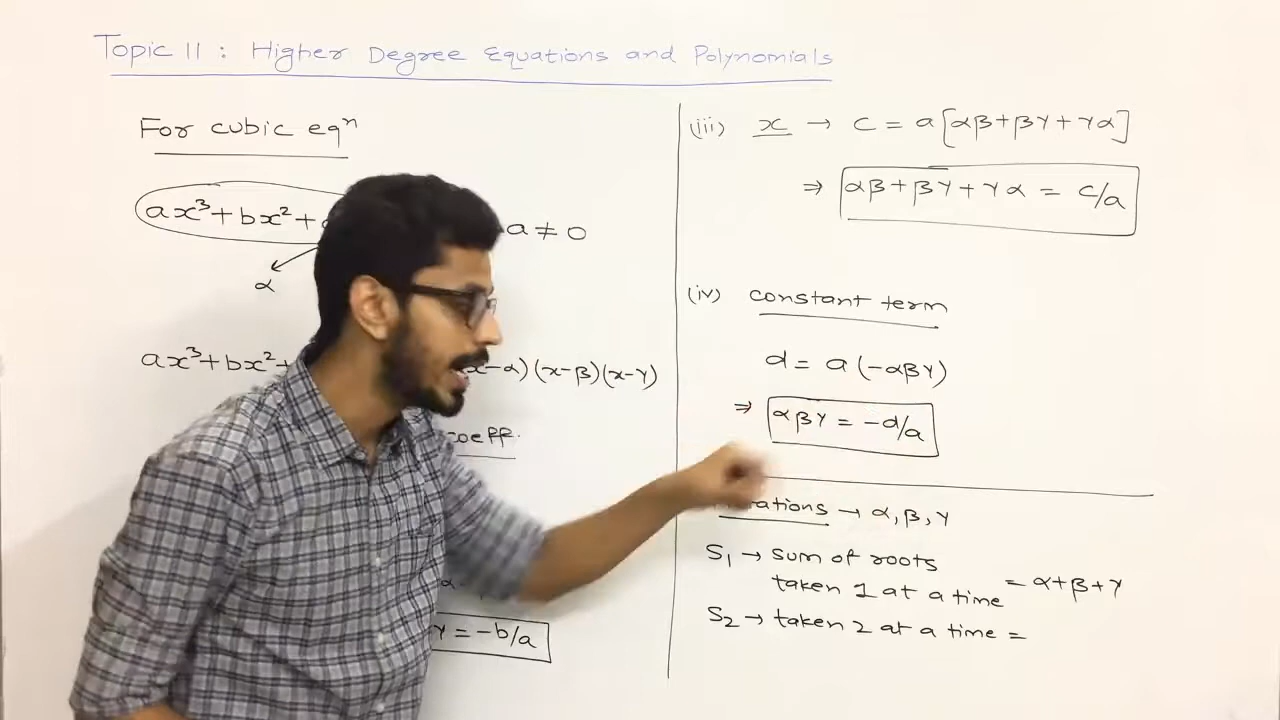 Topic 11 : Higher Degree Equations and Polynomials
For cubic eqⁿ
ax³+bx²+
a ≠ 0
α
ax³+bx²+
x-α) (x-β) (x-γ)
coeff.
γ = -b/a
(iii) x → c = a[αβ+βγ+γα]
⇒ αβ+βγ+γα = c/a
(iv) constant term
d = a (-αβγ)
⇒ αβγ = -d/a
→ α, β, γ
S₁ → sum of roots
taken 1 at a time = α+β+γ
S₂ → taken 2 at a time =